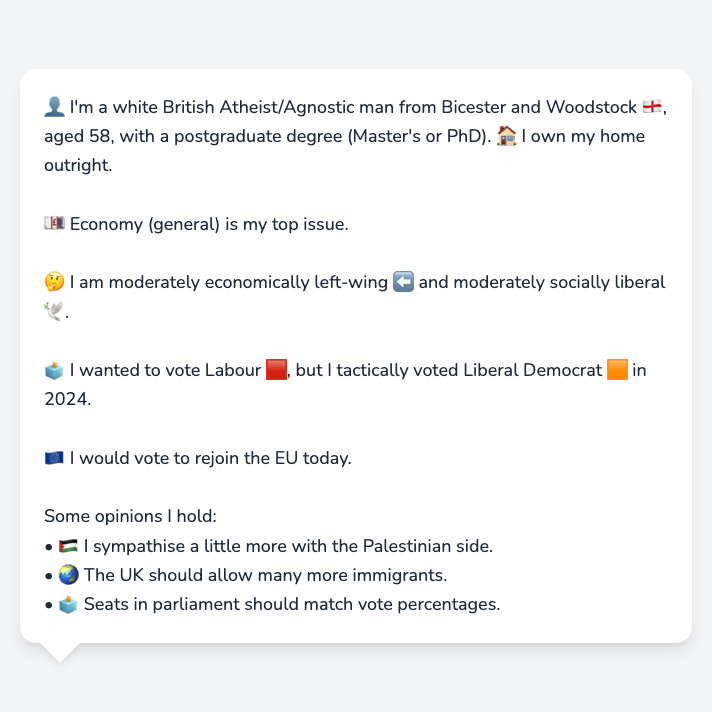 👤 I'm a white British Atheist/Agnostic man from Bicester and Woodstock 🏴󠁧󠁢󠁥󠁮󠁧󠁿,
aged 58, with a postgraduate degree (Master's or PhD). 🏠 I own my home
outright.
💷 Economy (general) is my top issue.
🤔 I am moderately economically left-wing ⬅️ and moderately socially liberal
🕊️.
🗳️ I wanted to vote Labour 🟥, but I tactically voted Liberal Democrat 🟧 in
2024.
🇪🇺 I would vote to rejoin the EU today.
Some opinions I hold:
• 🇵🇸 I sympathise a little more with the Palestinian side.
• 🌏 The UK should allow many more immigrants.
• 🗳️ Seats in parliament should match vote percentages.